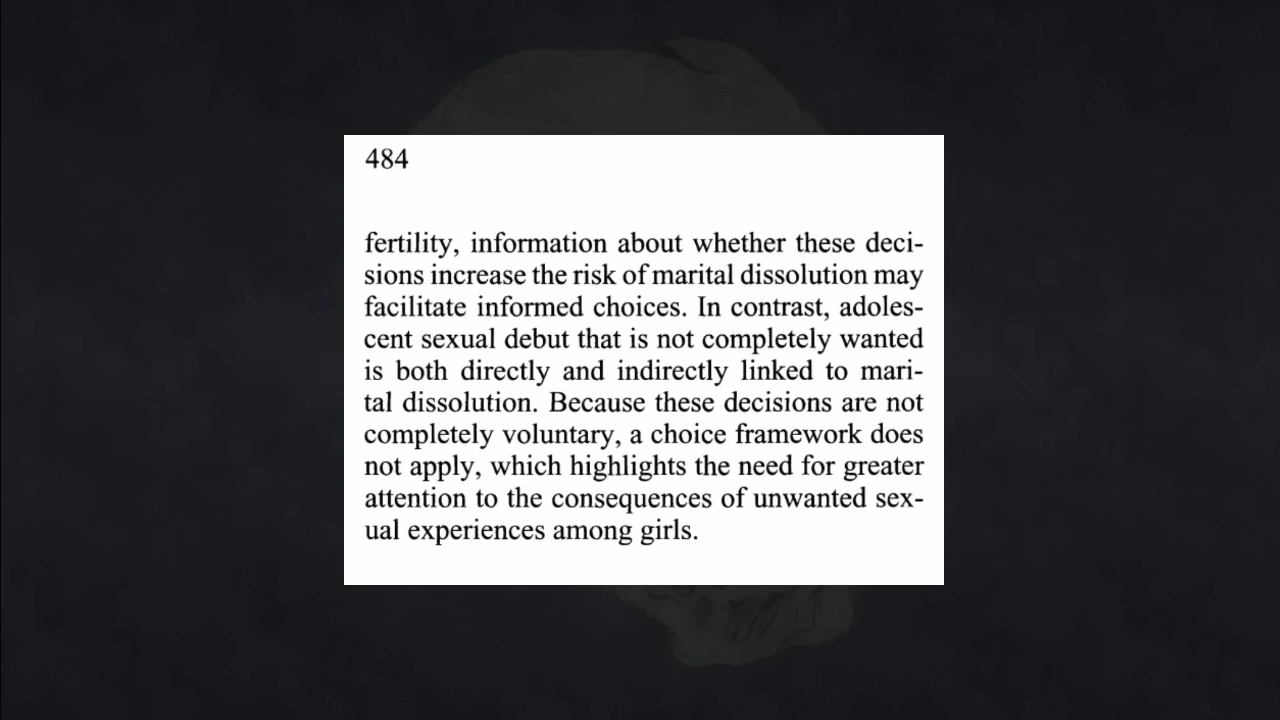 484
fertility, information about whether these deci-
sions increase the risk of marital dissolution may
facilitate informed choices. In contrast, adoles-
cent sexual debut that is not completely wanted
is both directly and indirectly linked to mari-
tal dissolution. Because these decisions are not
completely voluntary, a choice framework does
not apply, which highlights the need for greater
attention to the consequences of unwanted sex-
ual experiences among girls.